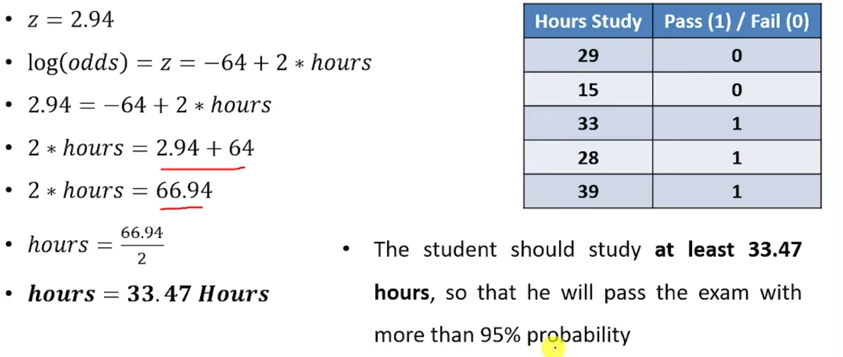 • z = 2.94
• log(odds) = z = −64 + 2 ∗ hours
• 2.94 = −64 + 2 ∗ hours
• 2 ∗ hours = 2.94 + 64
• 2 ∗ hours = 66.94
• hours = 66.94/2
• hours = 33.47 Hours
Hours Study Pass (1) / Fail (0)
29 0
15 0
33 1
28 1
39 1
• The student should study at least 33.47
hours, so that he will pass the exam with
more than 95% probability